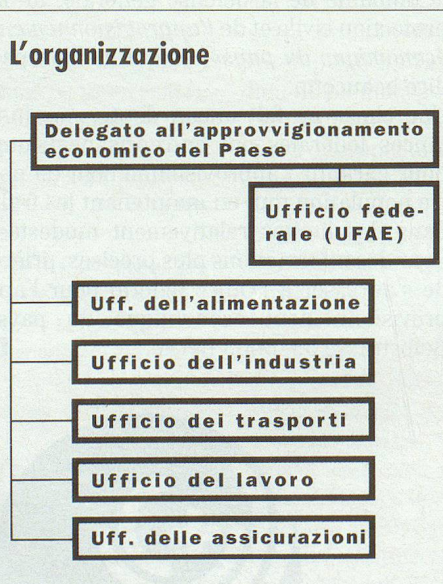 L'organizzazione
Delegato all'approvvigionamento
economico del Paese
Ufficio fede-
rale (UFAE)
Uff. dell'alimentazione
Ufficio dell'industria
Ufficio dei trasporti
Ufficio del lavoro
Uff. delle assicurazioni